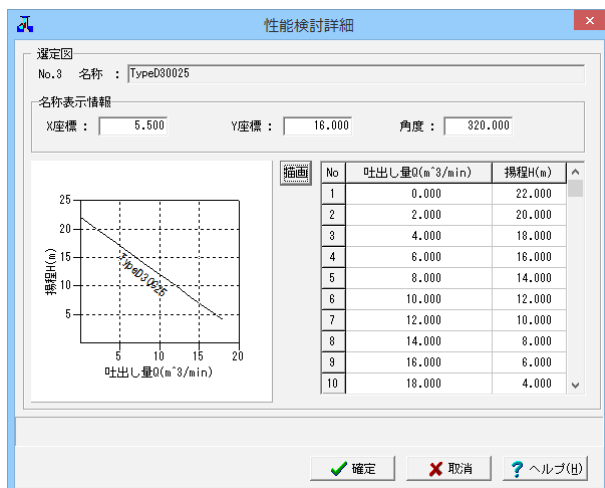 性能検討詳細
選定図
No.3 名称 : TypeD30025
名称表示情報
X座標 : 5.500 Y座標 : 16.000 角度 : 320.000
描画
25
20
15
10
5
揚程H(m)
TypeD30025
5 10 15 20
吐出し量Q(m^3/min)
No 吐出し量Q(m^3/min) 揚程H(m)
1 0.000 22.000
2 2.000 20.000
3 4.000 18.000
4 6.000 16.000
5 8.000 14.000
6 10.000 12.000
7 12.000 10.000
8 14.000 8.000
9 16.000 6.000
10 18.000 4.000
確定 取消 ? ヘルプ(H)